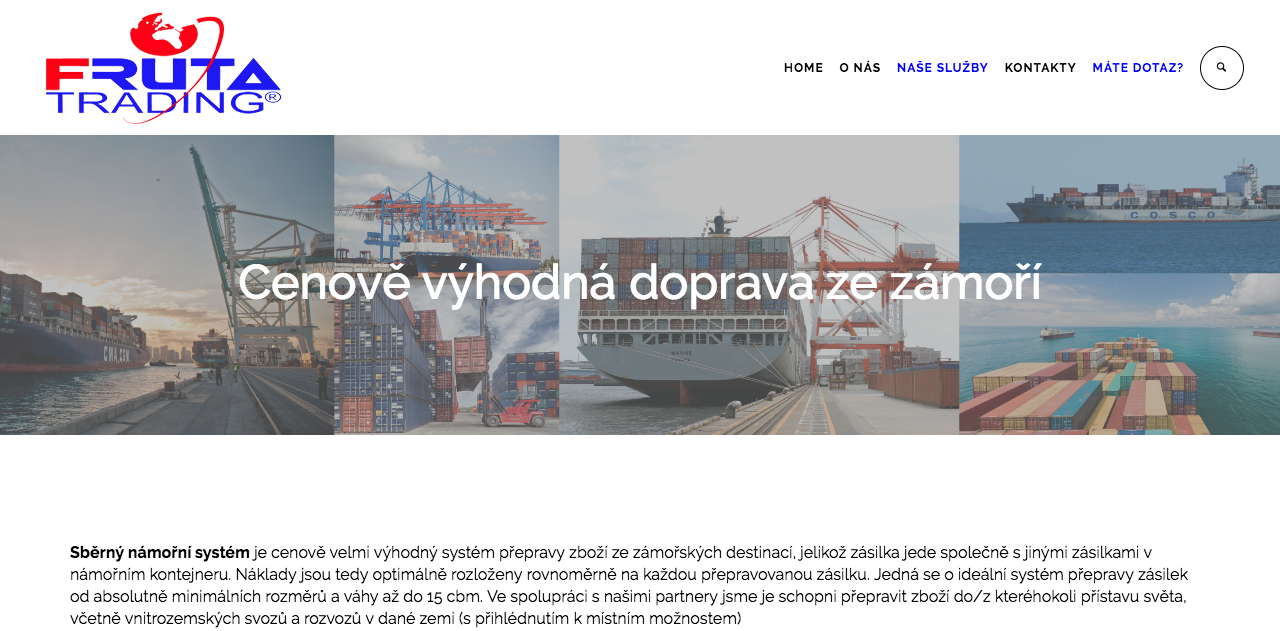 FRUTA
TRADING®
HOME O NÁS NAŠE SLUŽBY KONTAKTY MÁTE DOTAZ?
COSCO
Cenově výhodná doprava ze zámoří
CMA CGM
Sběrný námořní systém je cenově velmi výhodný systém přepravy zboží ze zámořských destinací, jelikož zásilka jede společně s jinými zásilkami v
námořním kontejneru. Náklady jsou tedy optimálně rozloženy rovnoměrně na každou přepravovanou zásilku. Jedná se o ideální systém přepravy zásilek
od absolutně minimálních rozměrů a váhy až do 15 cbm. Ve spolupráci s našimi partnery jsme je schopni přepravit zboží do/z kteréhokoli přístavu světa,
včetně vnitrozemských svozů a rozvozů v dané zemi (s přihlédnutím k místním možnostem)